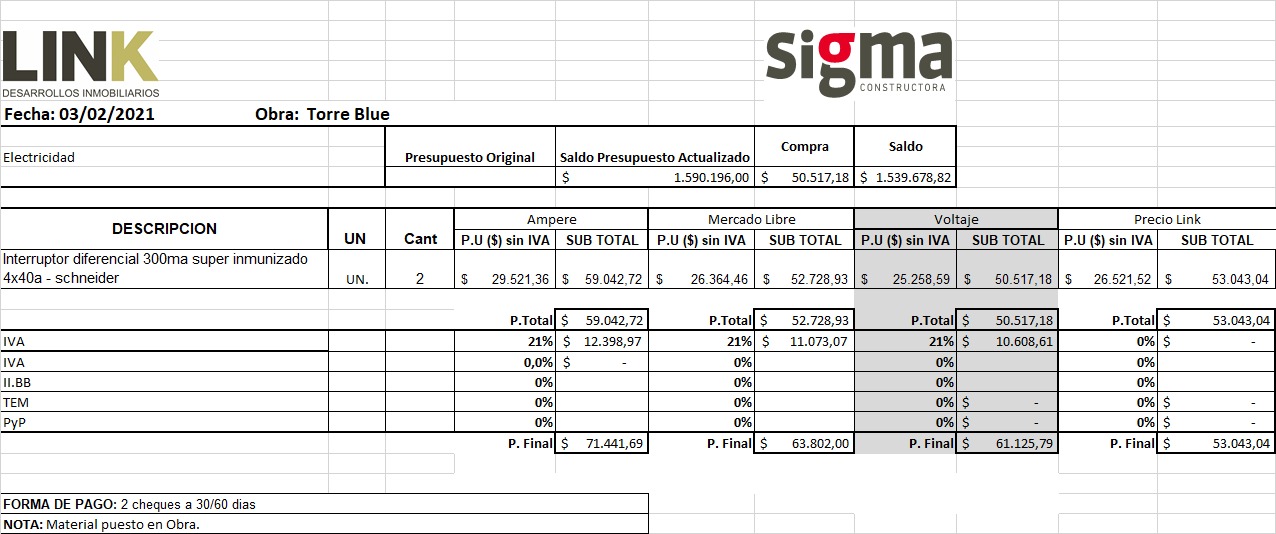 LINK
DESARROLLOS INMOBILIARIOS
sigma
CONSTRUCTORA
Fecha: 03/02/2021 Obra: Torre Blue
Electricidad Presupuesto Original Saldo Presupuesto Actualizado Compra Saldo
$ 1.590.196,00 $ 50.517,18 $ 1.539.678,82
DESCRIPCION UN Cant Ampere Mercado Libre Voltaje Precio Link
P.U ($) sin IVA SUB TOTAL P.U ($) sin IVA SUB TOTAL P.U ($) sin IVA SUB TOTAL P.U ($) sin IVA SUB TOTAL
Interruptor diferencial 300ma super inmunizado
4x40a - schneider UN. 2 $ 29.521,36 $ 59.042,72 $ 26.364,46 $ 52.728,93 $ 25.258,59 $ 50.517,18 $ 26.521,52 $ 53.043,04
P.Total $ 59.042,72 P.Total $ 52.728,93 P.Total $ 50.517,18 P.Total $ 53.043,04
IVA 21% $ 12.398,97 21% $ 11.073,07 21% $ 10.608,61 0% $ -
IVA 0,0% $ - 0% 0% 0%
II.BB 0% 0% 0% 0%
TEM 0% 0% 0% $ - 0% $ -
PyP 0% 0% 0% $ - 0% $ -
P. Final $ 71.441,69 P. Final $ 63.802,00 P. Final $ 61.125,79 P. Final $ 53.043,04
FORMA DE PAGO: 2 cheques a 30/60 dias
NOTA: Material puesto en Obra.